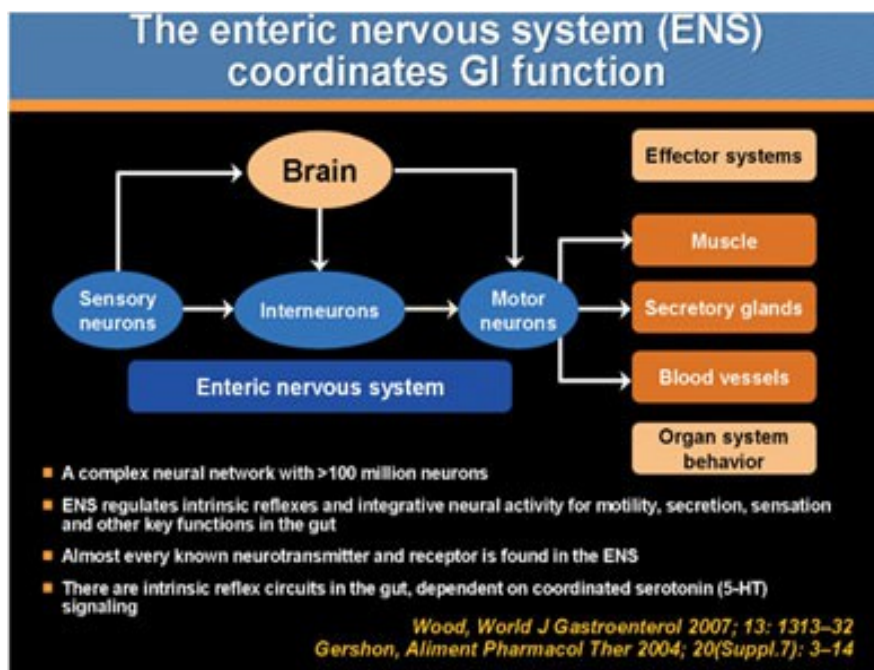 The enteric nervous system (ENS)
coordinates GI function
Brain
Effector systems
Sensory
neurons
Interneurons
Motor
neurons
Muscle
Secretory glands
Blood vessels
Enteric nervous system
Organ system
behavior
A complex neural network with >100 million neurons
ENS regulates intrinsic reflexes and integrative neural activity for motility, secretion, sensation
and other key functions in the gut
Almost every known neurotransmitter and receptor is found in the ENS
There are intrinsic reflex circuits in the gut, dependent on coordinated serotonin (5-HT)
signaling
Wood, World J Gastroenterol 2007; 13: 1313–32
Gershon, Aliment Pharmacol Ther 2004; 20(Suppl.7): 3–14